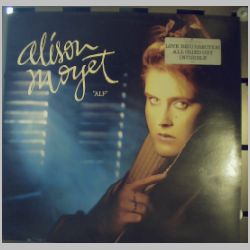 alison
moyet
"ALF"
LOVE RESURRECTION
ALL CRIED OUT
INVISIBLE